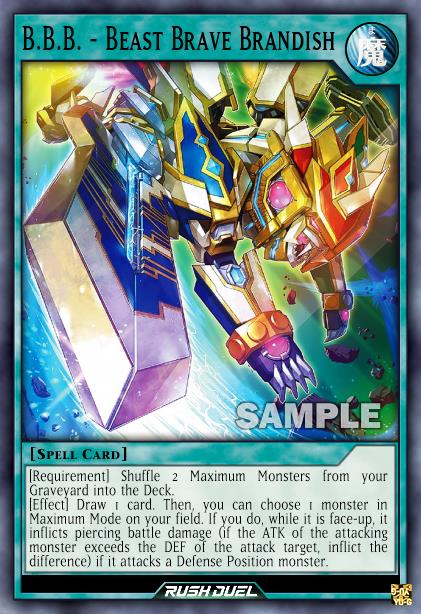 B.B.B. - Beast Brave Brandish
ま
魔
SAMPLE
[Spell Card]
[Requirement] Shuffle 2 Maximum Monsters from your
Graveyard into the Deck.
[Effect] Draw 1 card. Then, you can choose 1 monster in
Maximum Mode on your field. If you do, while it is face-up, it
inflicts piercing battle damage (if the ATK of the attacking
monster exceeds the DEF of the attack target, inflict the
difference) if it attacks a Defense Position monster.
RUSH DUEL